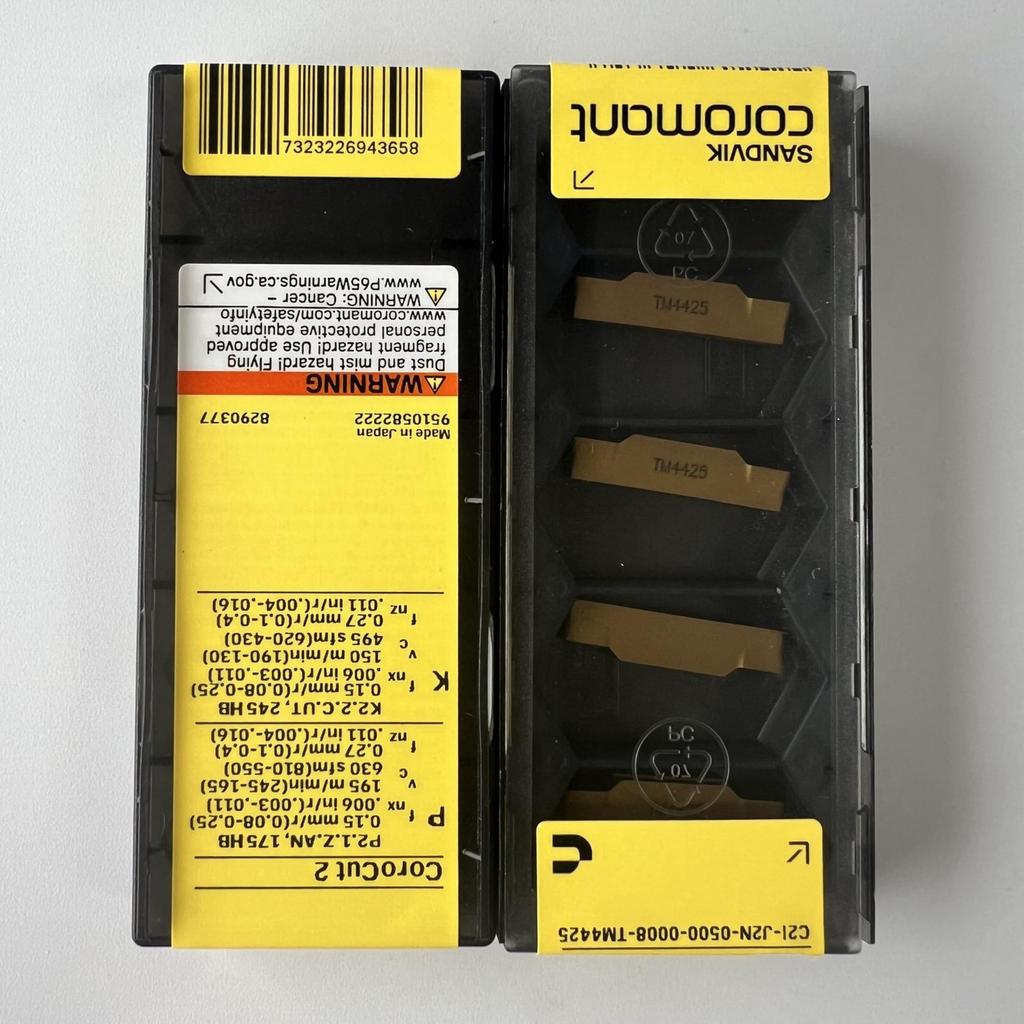 CoroCut 2
P2.1.Z.AN, 175 HB
P
fnx 0.15 mm/r(0.08-0.25)
.006 in/r(.003-.011)
vc 195 m/min(245-165)
630 sfm(810-550)
fnz 0.27 mm/r(0.1-0.4)
.011 in/r(.004-.016)
K2.2.C.UT, 245 HB
K
fnx 0.15 mm/r(0.08-0.25)
.006 in/r(.003-.011)
vc 150 m/min(190-130)
495 sfm(620-430)
fnz 0.27 mm/r(0.1-0.4)
.011 in/r(.004-.016)
Made in Japan
9510582222 8290377
WARNING
Dust and mist hazard! Flying
fragment hazard! Use approved
personal protective equipment
www.coromant.com/safetyinfo
WARNING: Cancer –
www.P65Warnings.ca.gov
7323226943658
C2I-J2N-0500-0008-TM4425
07
PC
TM4425
TM4425
07
PC
SANDVIK
coromant